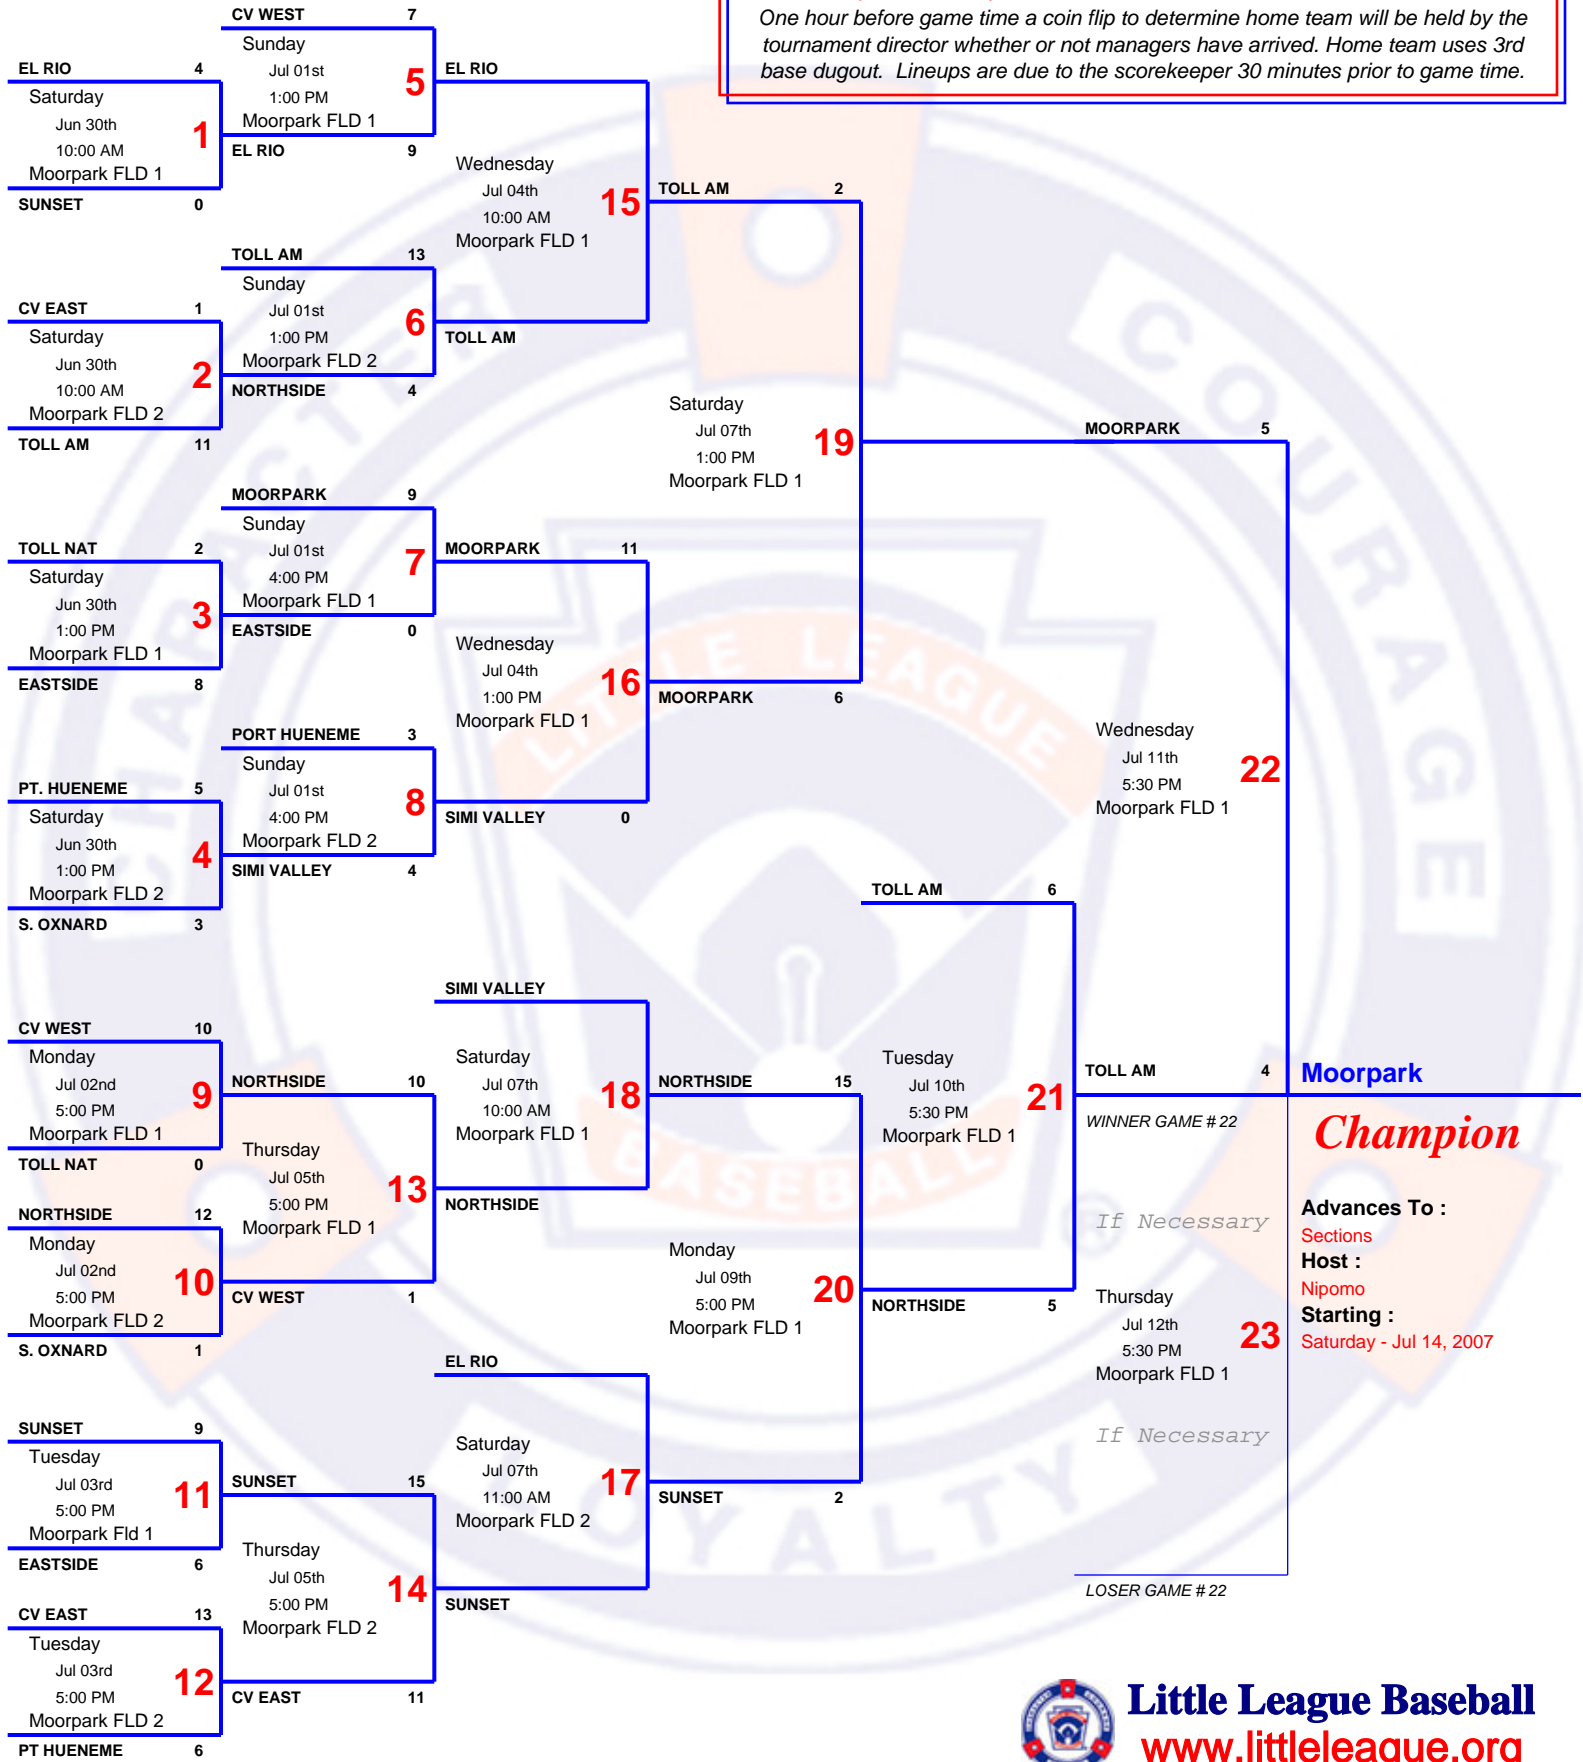 One hour before game time a coin flip to determine home team will be held by the
tournament director whether or not managers have arrived. Home team uses 3rd
base dugout. Lineups are due to the scorekeeper 30 minutes prior to game time.
EL RIO 4
Saturday
Jun 30th
10:00 AM
Moorpark FLD 1
1
SUNSET 0
CV EAST 1
Saturday
Jun 30th
10:00 AM
Moorpark FLD 2
2
TOLL AM 11
TOLL NAT 2
Saturday
Jun 30th
1:00 PM
Moorpark FLD 1
3
EASTSIDE 8
PT. HUENEME 5
Saturday
Jun 30th
1:00 PM
Moorpark FLD 2
4
S. OXNARD 3
CV WEST 10
Monday
Jul 02nd
5:00 PM
Moorpark FLD 1
9
TOLL NAT 0
NORTHSIDE 12
Monday
Jul 02nd
5:00 PM
Moorpark FLD 2
10
S. OXNARD 1
SUNSET 9
Tuesday
Jul 03rd
5:00 PM
Moorpark Fld 1
11
EASTSIDE 6
CV EAST 13
Tuesday
Jul 03rd
5:00 PM
Moorpark FLD 2
12
PT HUENEME 6
CV WEST 7
Sunday
Jul 01st
1:00 PM
Moorpark FLD 1
5
EL RIO 9
TOLL AM 13
Sunday
Jul 01st
1:00 PM
Moorpark FLD 2
6
NORTHSIDE 4
MOORPARK 9
Sunday
Jul 01st
4:00 PM
Moorpark FLD 1
7
EASTSIDE 0
PORT HUENEME 3
Sunday
Jul 01st
4:00 PM
Moorpark FLD 2
8
SIMI VALLEY 4
NORTHSIDE 10
Thursday
Jul 05th
5:00 PM
Moorpark FLD 1
13
CV WEST 1
SUNSET 15
Thursday
Jul 05th
5:00 PM
Moorpark FLD 2
14
CV EAST 11
EL RIO
Wednesday
Jul 04th
10:00 AM
Moorpark FLD 1
15
TOLL AM
MOORPARK 11
Wednesday
Jul 04th
1:00 PM
Moorpark FLD 1
16
SIMI VALLEY 0
SIMI VALLEY
Saturday
Jul 07th
10:00 AM
Moorpark FLD 1
18
NORTHSIDE
EL RIO
Saturday
Jul 07th
11:00 AM
Moorpark FLD 2
17
SUNSET
TOLL AM 2
Saturday
Jul 07th
1:00 PM
Moorpark FLD 1
19
MOORPARK 6
NORTHSIDE 15
Monday
Jul 09th
5:00 PM
Moorpark FLD 1
20
SUNSET 2
TOLL AM 6
Tuesday
Jul 10th
5:30 PM
Moorpark FLD 1
21
NORTHSIDE 5
MOORPARK 5
Wednesday
Jul 11th
5:30 PM
Moorpark FLD 1
22
TOLL AM 4
WINNER GAME # 22
If Necessary
Thursday
Jul 12th
5:30 PM
Moorpark FLD 1
23
If Necessary
LOSER GAME # 22
Moorpark
Champion
Advances To :
Sections
Host :
Nipomo
Starting :
Saturday - Jul 14, 2007
CHARACTER
COURAGE
LOYALTY
LITTLE LEAGUE
BASEBALL
®
Little League Baseball
www.littleleague.org